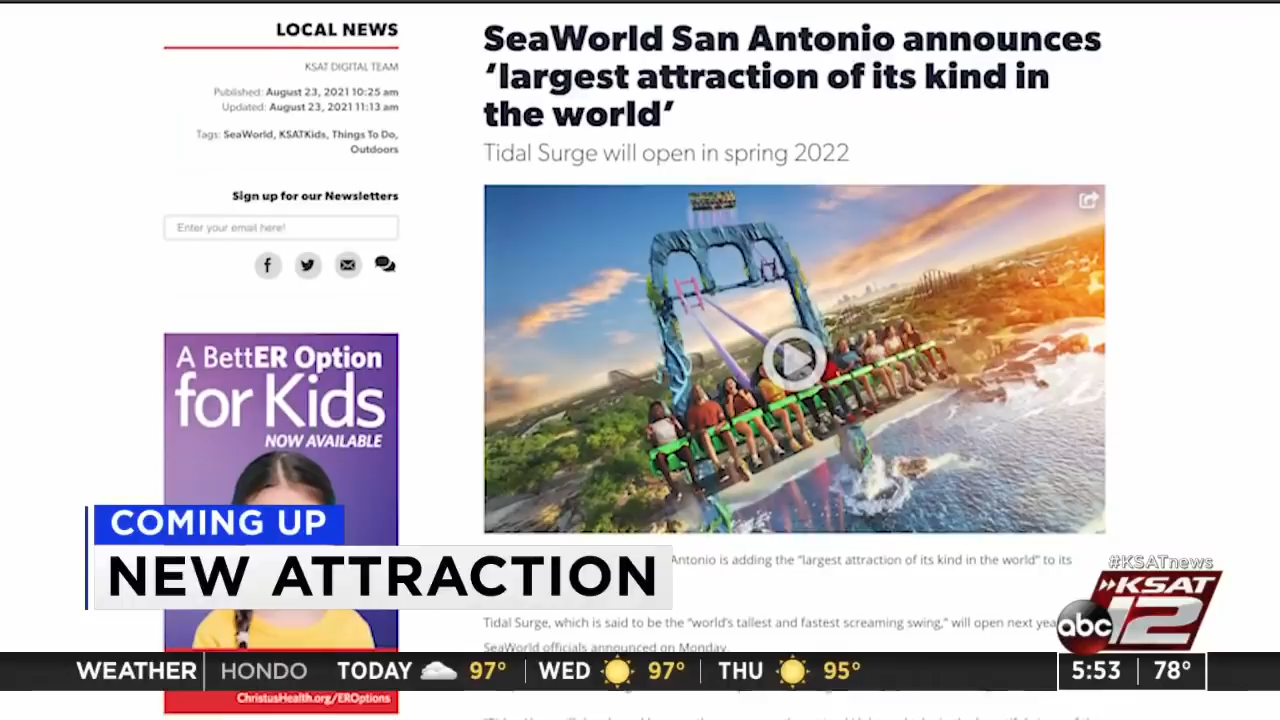 LOCAL NEWS
KSAT DIGITAL TEAM
Published: August 23, 2021 10:25 am
Updated: August 23, 2021 11:13 am
Tags: SeaWorld, KSATKids, Things To Do,
Outdoors
Sign up for our Newsletters
Enter your email here!
A BettER Option
for Kids
NOW AVAILABLE
ChristusHealth.org/EROptions
SeaWorld San Antonio announces
‘largest attraction of its kind in
the world’
Tidal Surge will open in spring 2022
Antonio is adding the “largest attraction of its kind in the world” to its
Tidal Surge, which is said to be the “world’s tallest and fastest screaming swing,” will open next
SeaWorld officials announced on Monday.
COMING UP
NEW ATTRACTION
#KSATnews
KSAT
abc 12
WEATHER HONDO TODAY 97° WED 97° THU 95° 5:53 78°